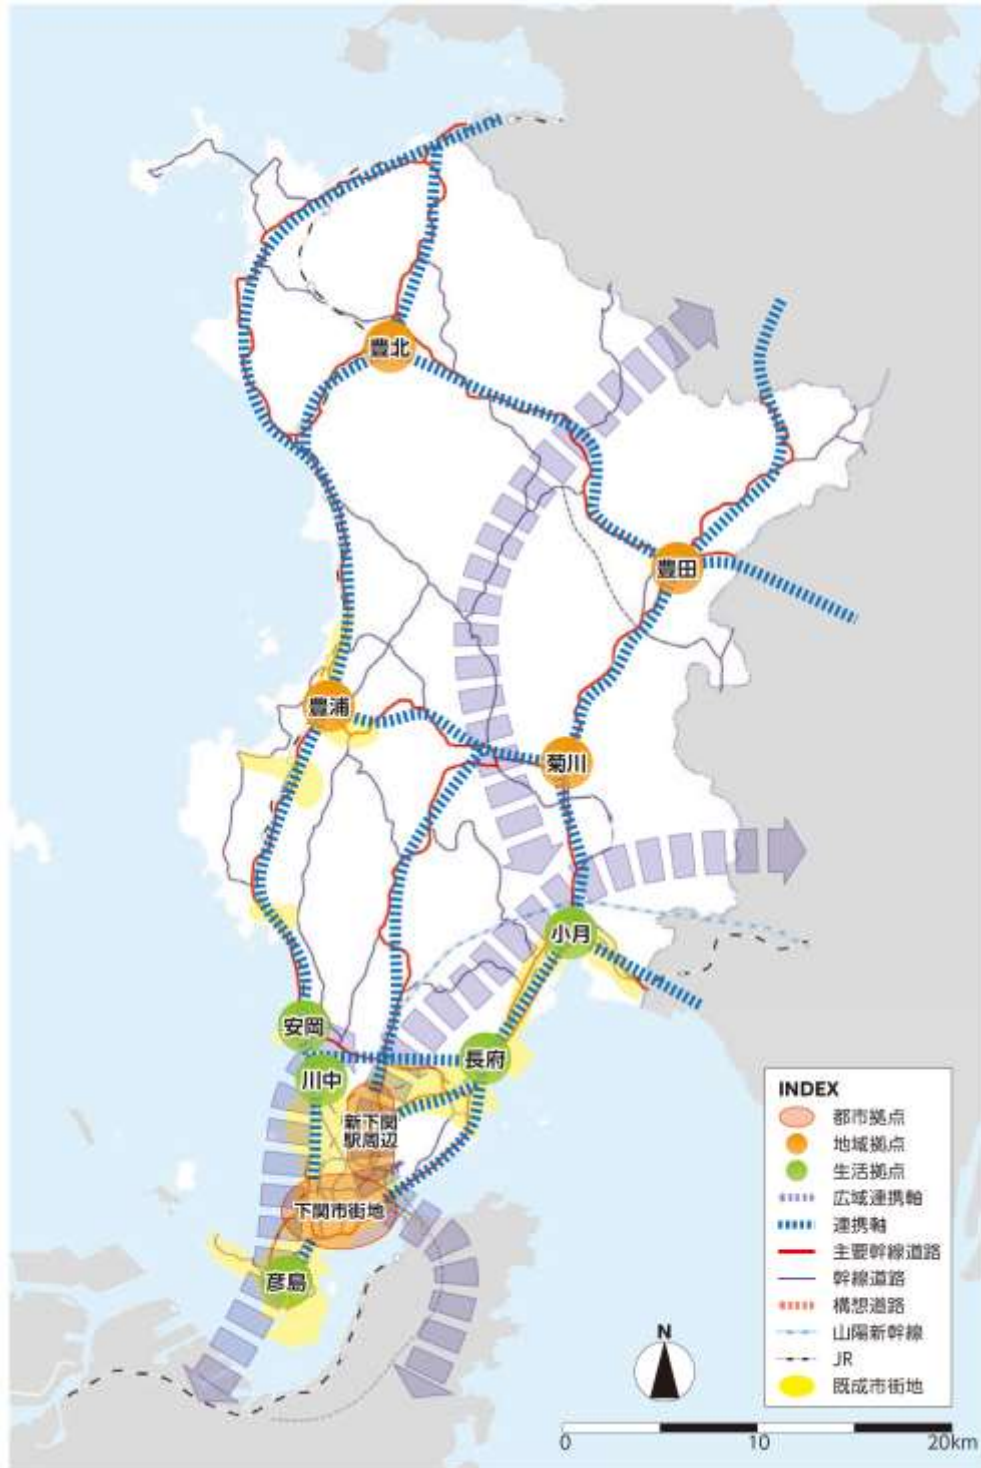 豊北
豊田
豊浦
菊川
小月
安岡
長府
川中
新下関
駅周辺
下関市街地
彦島
INDEX
都市拠点
地域拠点
生活拠点
広域連携軸
連携軸
主要幹線道路
幹線道路
構想道路
山陽新幹線
JR
既成市街地
N
0 10 20km